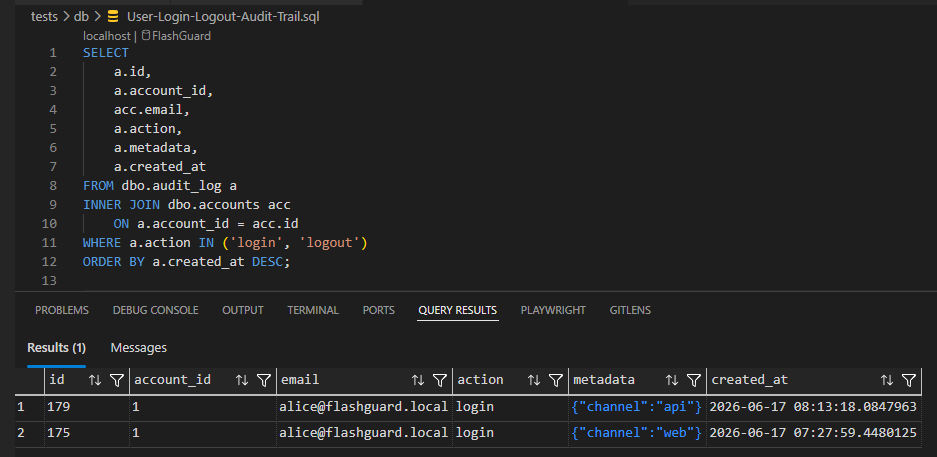 tests > db > User-Login-Logout-Audit-Trail.sql
localhost | FlashGuard
1 SELECT
2 a.id,
3 a.account_id,
4 acc.email,
5 a.action,
6 a.metadata,
7 a.created_at
8 FROM dbo.audit_log a
9 INNER JOIN dbo.accounts acc
10 ON a.account_id = acc.id
11 WHERE a.action IN ('login', 'logout')
12 ORDER BY a.created_at DESC;
13
PROBLEMS DEBUG CONSOLE OUTPUT TERMINAL PORTS QUERY RESULTS PLAYWRIGHT GITLENS
Results (1) Messages
id account_id email action metadata created_at
1 179 1 alice@flashguard.local login {"channel":"api"} 2026-06-17 08:13:18.0847963
2 175 1 alice@flashguard.local login {"channel":"web"} 2026-06-17 07:27:59.4480125